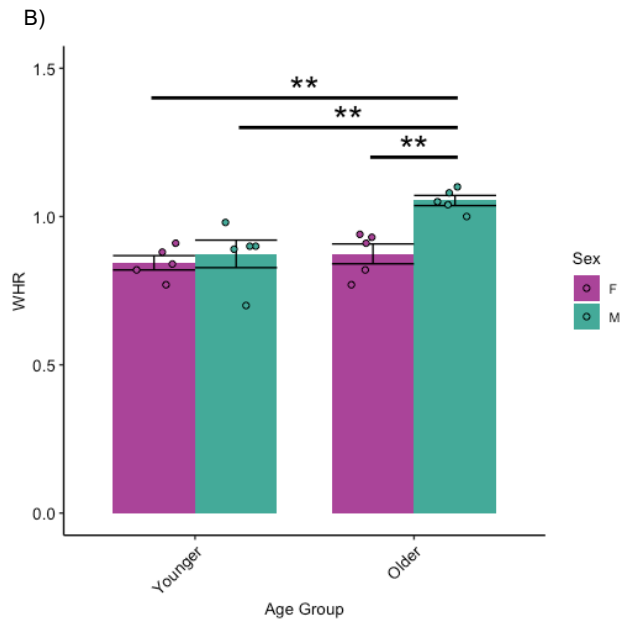 B)
1.5
**
**
**
1.0
WHR
0.5
0.0
Younger
Older
Age Group
Sex
F
M